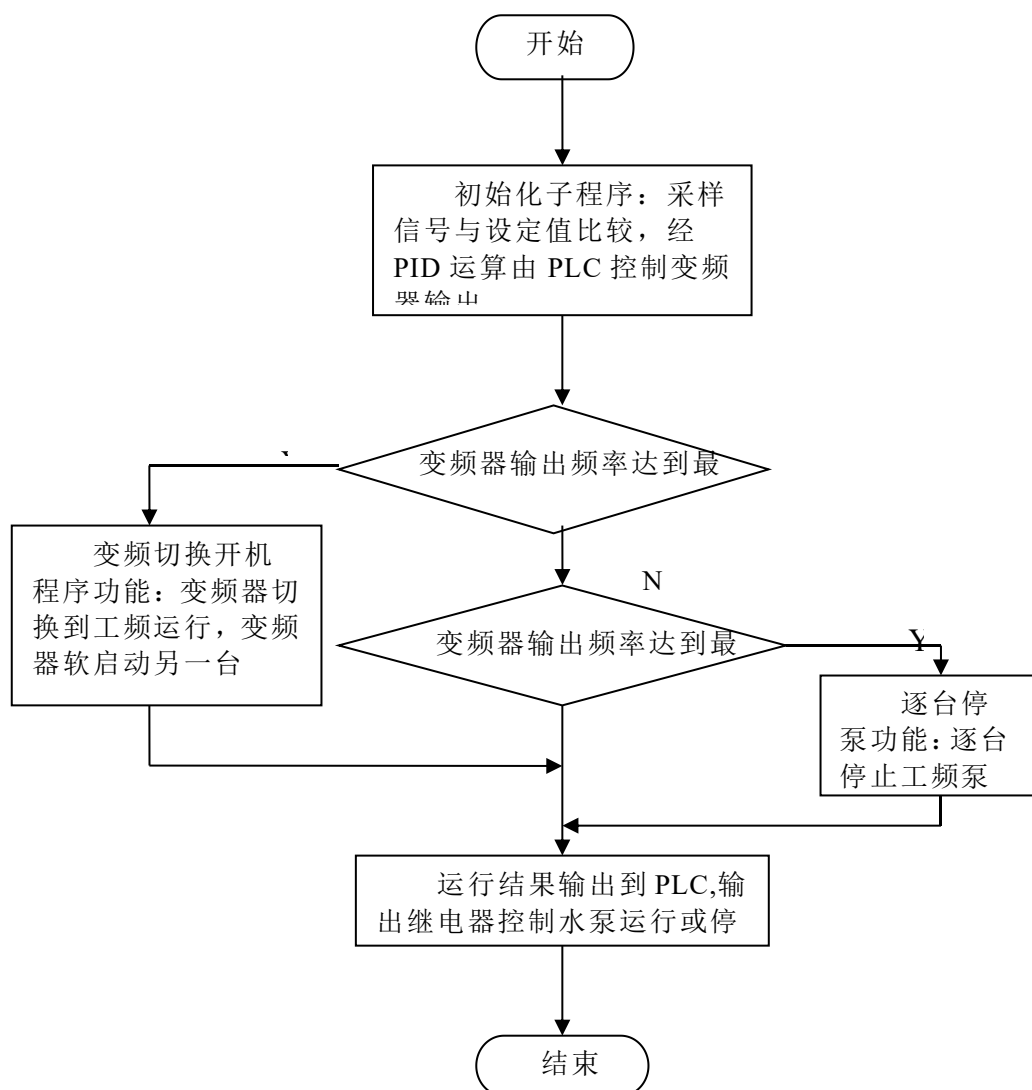 开始
初始化子程序：采样
信号与设定值比较，经
PID 运算由 PLC 控制变频
器输出
变频器输出频率达到最
变频切换开机
程序功能：变频器切
换到工频运行，变频
器软启动另一台
N
变频器输出频率达到最
Y
逐台停
泵功能：逐台
停止工频泵
运行结果输出到 PLC,输
出继电器控制水泵运行或停
结束